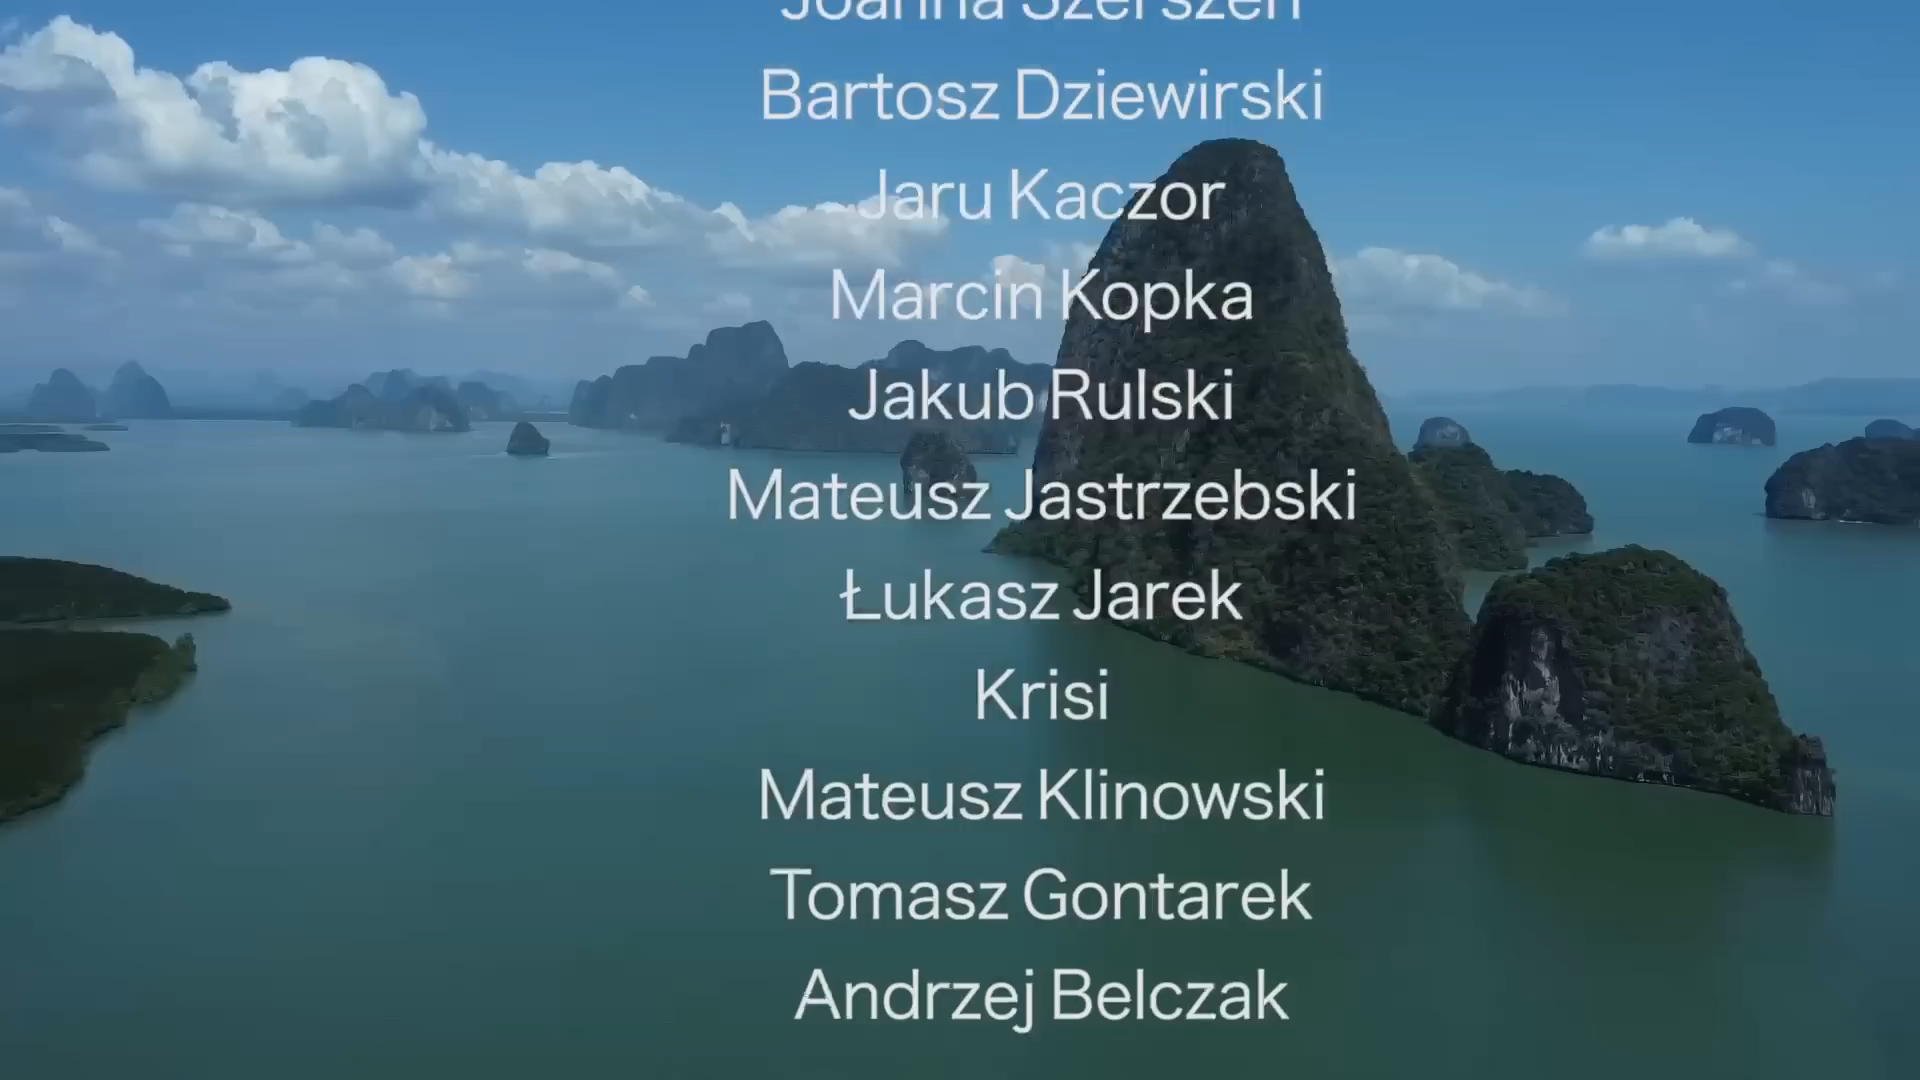 Joanna
Bartosz Dziewirski
Jaru Kaczor
Marcin Kopka
Jakub Rulski
Mateusz Jastrzebski
Łukasz Jarek
Krisi
Mateusz Klinowski
Tomasz Gontarek
Andrzej Belczak